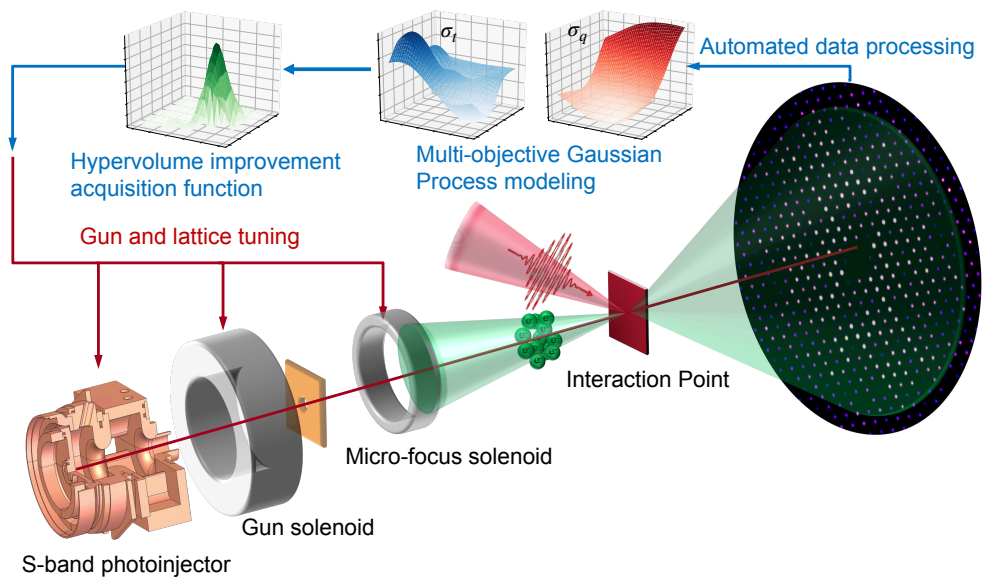 σt
σq
Automated data processing
Hypervolume improvement
acquisition function
Multi-objective Gaussian
Process modeling
Gun and lattice tuning
e⁻
Interaction Point
Micro-focus solenoid
Gun solenoid
S-band photoinjector